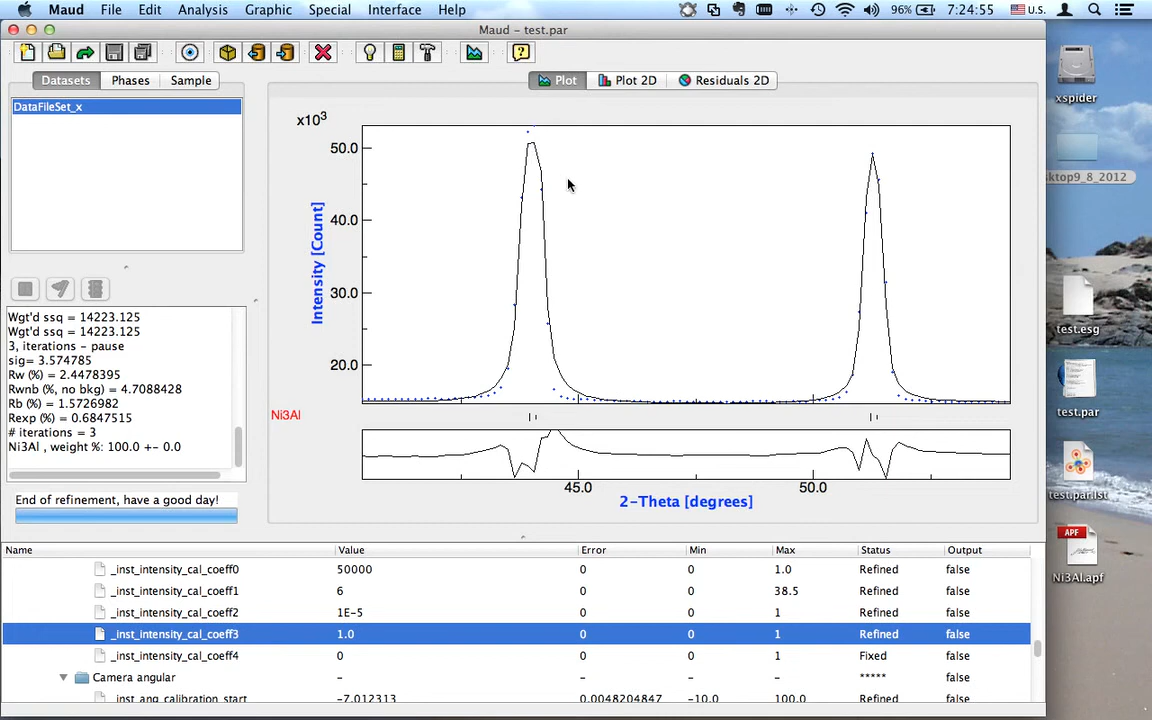 Maud File Edit Analysis Graphic Special Interface Help 96% 7:24:55 U.S.
Maud - test.par
Datasets Phases Sample
Plot Plot 2D Residuals 2D
DataFileSet_x
x10³
50.0
40.0
30.0
20.0
Intensity [Count]
Ni3Al
45.0 50.0
2-Theta [degrees]
Wgt'd ssq = 14223.125
Wgt'd ssq = 14223.125
3, iterations - pause
sig= 3.574785
Rw (%) = 2.4478395
Rwnb (%, no bkg) = 4.7088428
Rb (%) = 1.5726982
Rexp (%) = 0.6847515
# iterations = 3
Ni3Al , weight %: 100.0 +- 0.0
End of refinement, have a good day!
Name Value Error Min Max Status Output
_inst_intensity_cal_coeff0 50000 0 0 1.0 Refined false
_inst_intensity_cal_coeff1 6 0 0 38.5 Refined false
_inst_intensity_cal_coeff2 1E-5 0 0 1 Refined false
_inst_intensity_cal_coeff3 1.0 0 0 1 Refined false
_inst_intensity_cal_coeff4 0 0 0 1 Fixed false
Camera angular - - - - ***** false
_inst_ang_calibration_start -7.012313 0.0048204847 -10.0 100.0 Refined false
xspider
sktop9_8_2012
test.esg
test.par
test.par.lst
APF
Ni3Al.apf